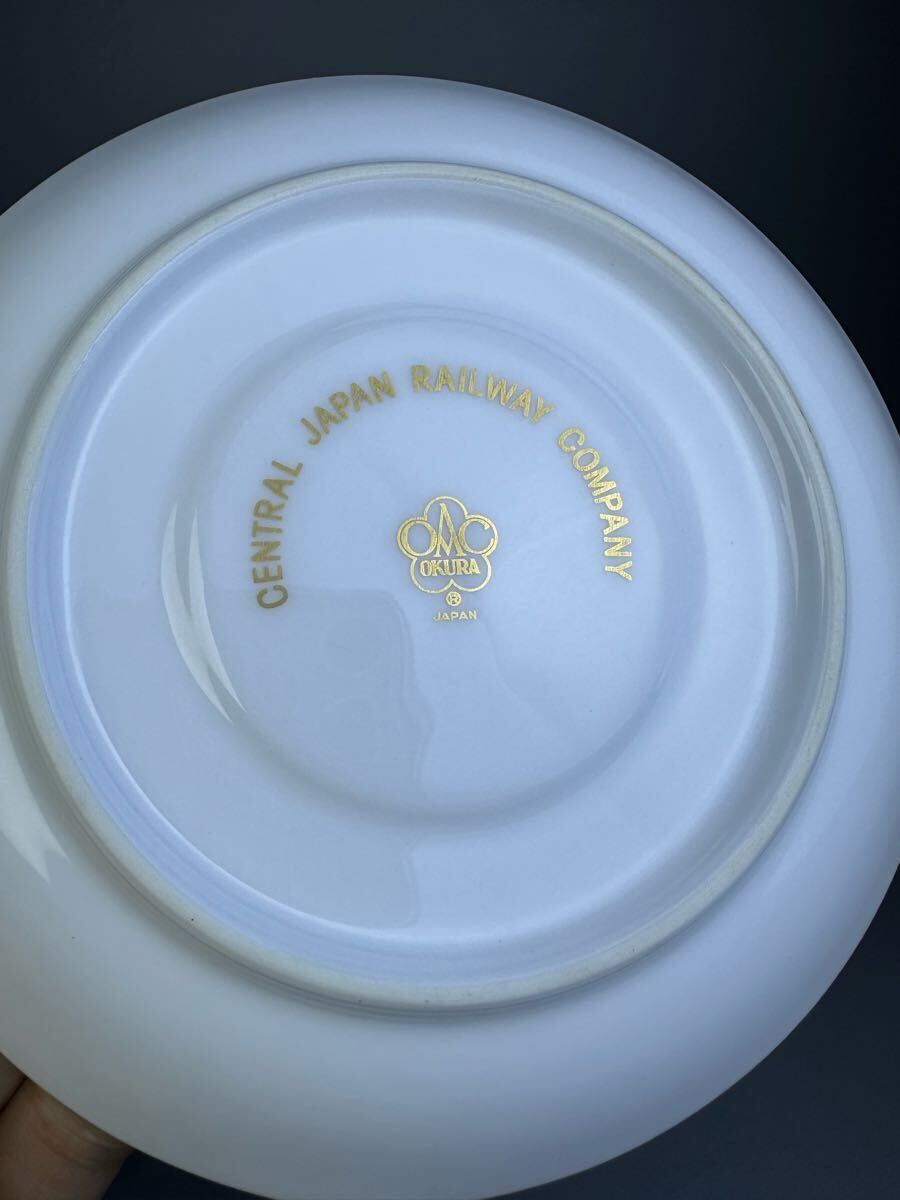 CENTRAL JAPAN RAILWAY COMPANY
OMC
OKURA
®
JAPAN